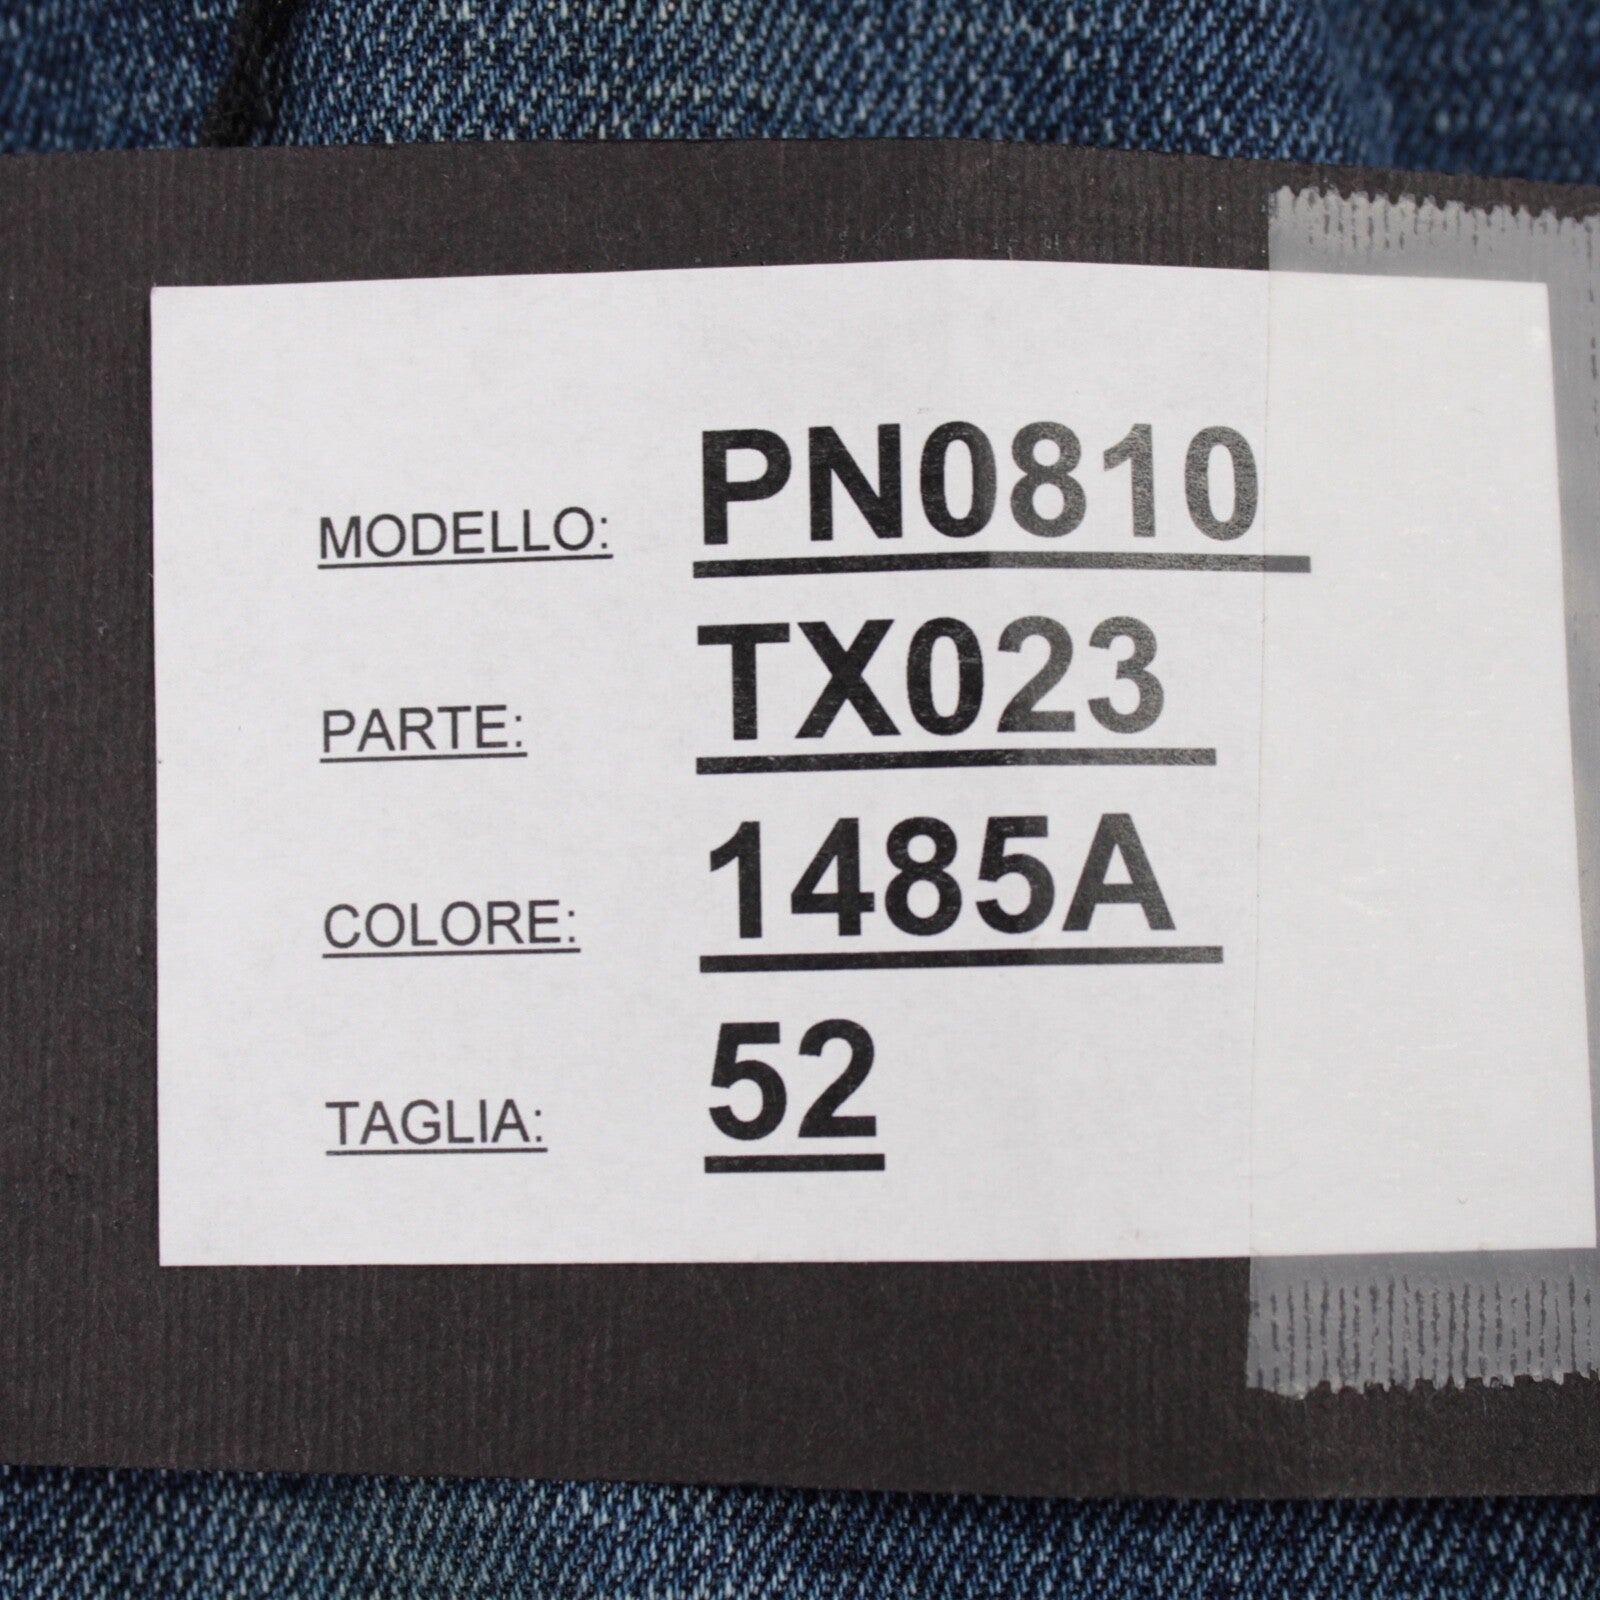 MODELLO: PN0810
PARTE: TX023
COLORE: 1485A
TAGLIA: 52